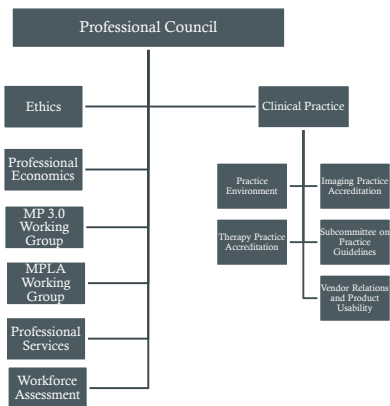 Professional Council
Ethics
Clinical Practice
Professional
Economics
Practice
Environment
Imaging Practice
Accreditation
MP 3.0
Working
Group
Therapy Practice
Accreditation
Subcommittee on
Practice
Guidelines
MPLA
Working
Group
Vendor Relations
and Product
Usability
Professional
Services
Workforce
Assessment